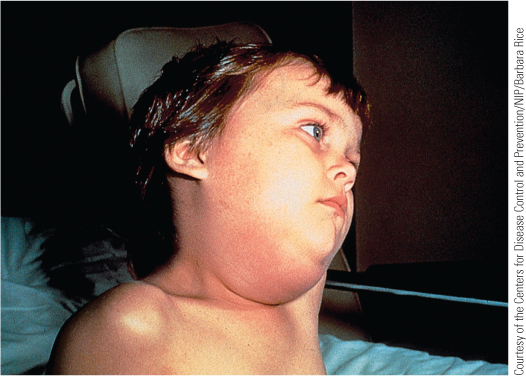 Courtesy of the Centers for Disease Control and Prevention/NIP/Barbara Rice